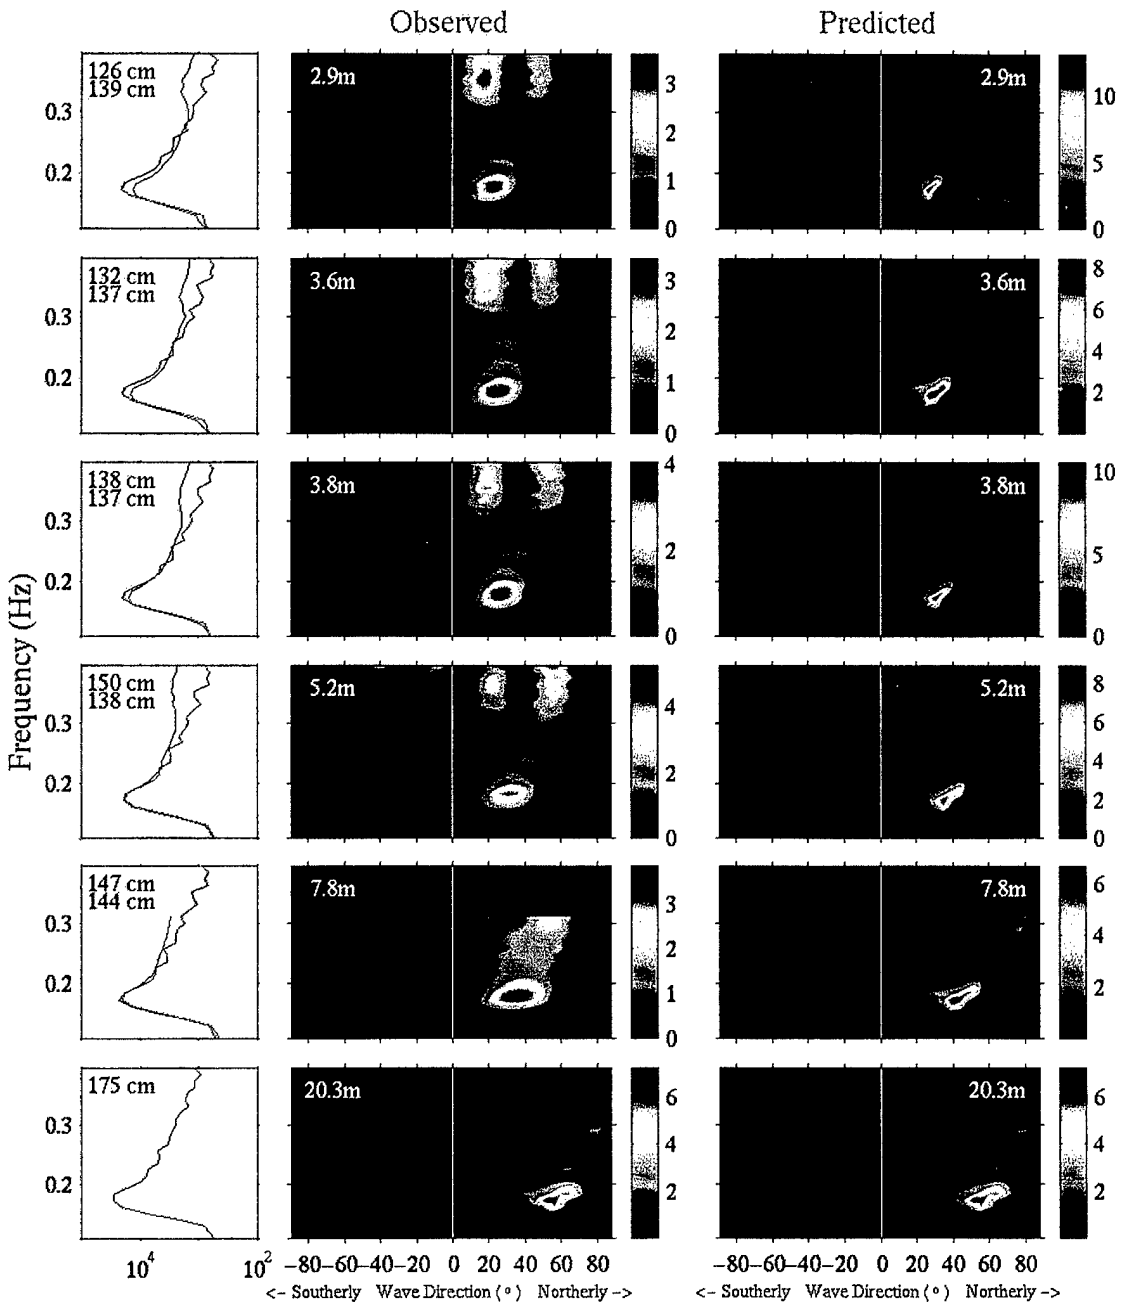 Observed Predicted
126 cm
139 cm
2.9m 2.9m
0.3
0.2
3
2
1
0
10
5
0
132 cm
137 cm
3.6m 3.6m
0.3
0.2
3
2
1
0
8
6
4
2
138 cm
137 cm
3.8m 3.8m
0.3
0.2
4
2
0
10
5
0
Frequency (Hz)
150 cm
138 cm
5.2m 5.2m
0.3
0.2
4
2
0
8
6
4
2
0
147 cm
144 cm
7.8m 7.8m
0.3
0.2
3
2
1
0
6
4
2
175 cm
20.3m 20.3m
0.3
0.2
6
4
2
6
4
2
10⁴ 10²
−80−60−40−20 0 20 40 60 80
−80−60−40−20 0 20 40 60 80
<- Southerly Wave Direction (°) Northerly ->
<- Southerly Wave Direction (°) Northerly ->